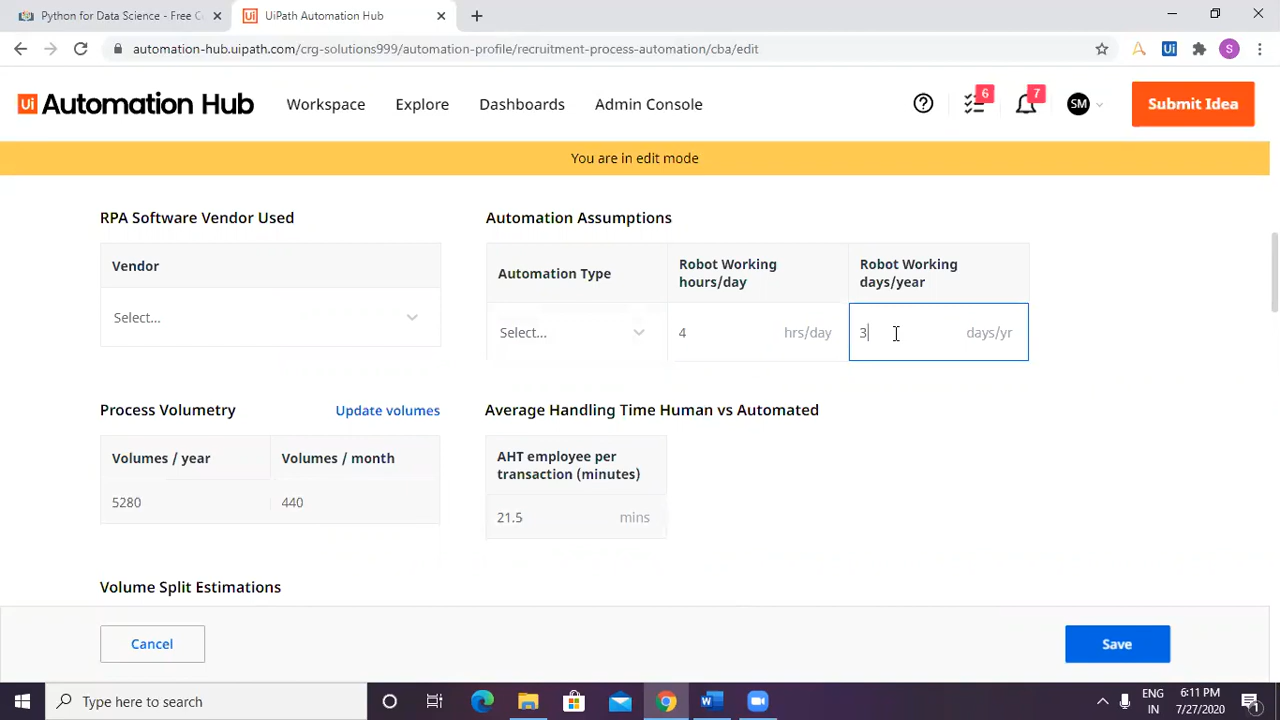 Python for Data Science - Free C
UiPath Automation Hub
automation-hub.uipath.com/crg-solutions999/automation-profile/recruitment-process-automation/cba/edit
Ui
S
Ui Automation Hub
Workspace
Explore
Dashboards
Admin Console
6
7
SM
Submit Idea
You are in edit mode
RPA Software Vendor Used
Automation Assumptions
Vendor
Automation Type
Robot Working
hours/day
Robot Working
days/year
Select...
Select...
4
hrs/day
3
days/yr
Process Volumetry
Update volumes
Average Handling Time Human vs Automated
Volumes / year
Volumes / month
AHT employee per
transaction (minutes)
5280
440
21.5
mins
Volume Split Estimations
Cancel
Save
Type here to search
ENG
IN
6:11 PM
7/27/2020
1